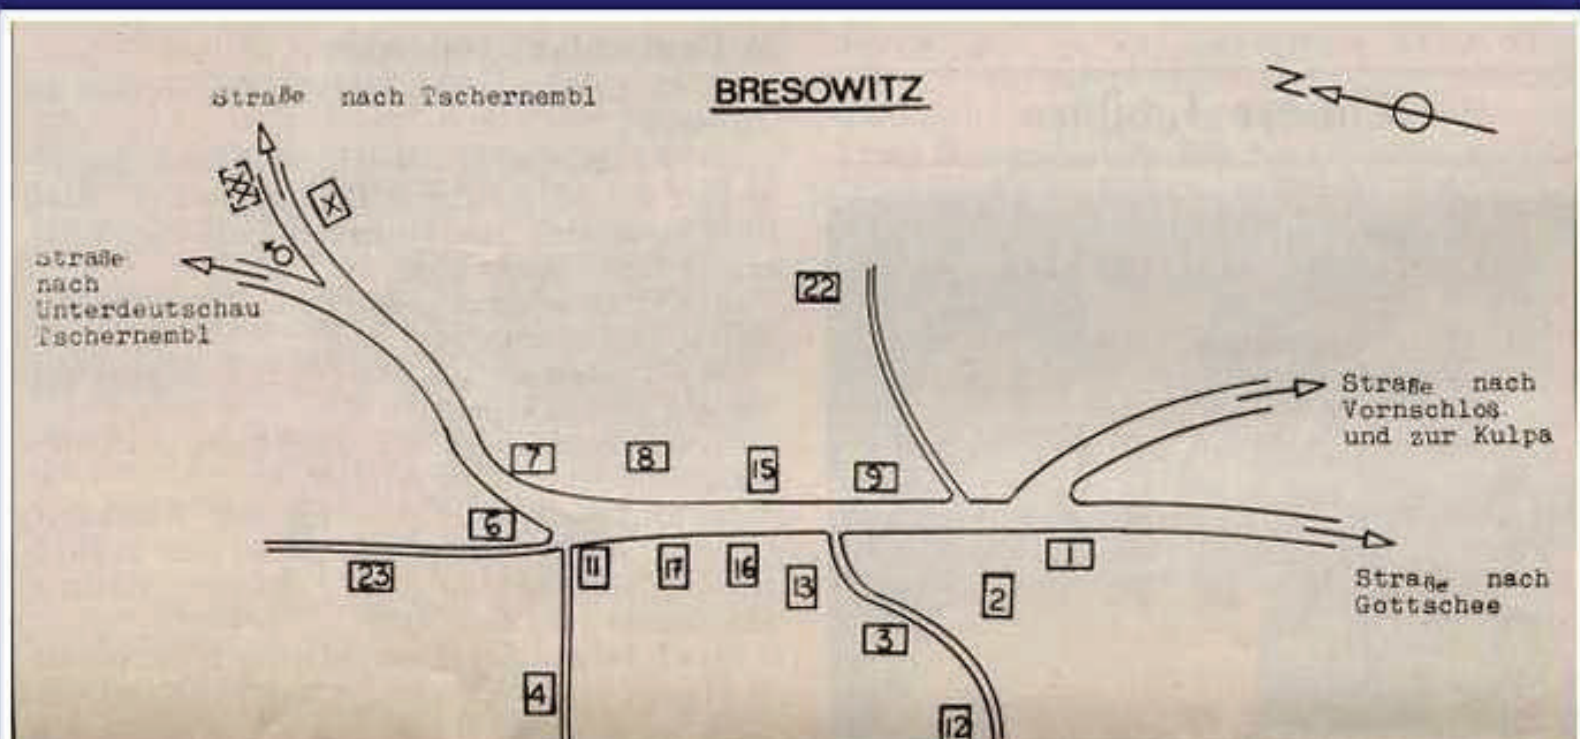 BRESOWITZ
N
Straße nach Tschernembl
X
Straße
nach
Unterdeutschau
Tschernembl
22
Straße nach
Vornschloß
und zur Kulpa
7
8
15
9
6
23
11
17
16
13
1
2
3
Straße nach
Gottschee
4
12